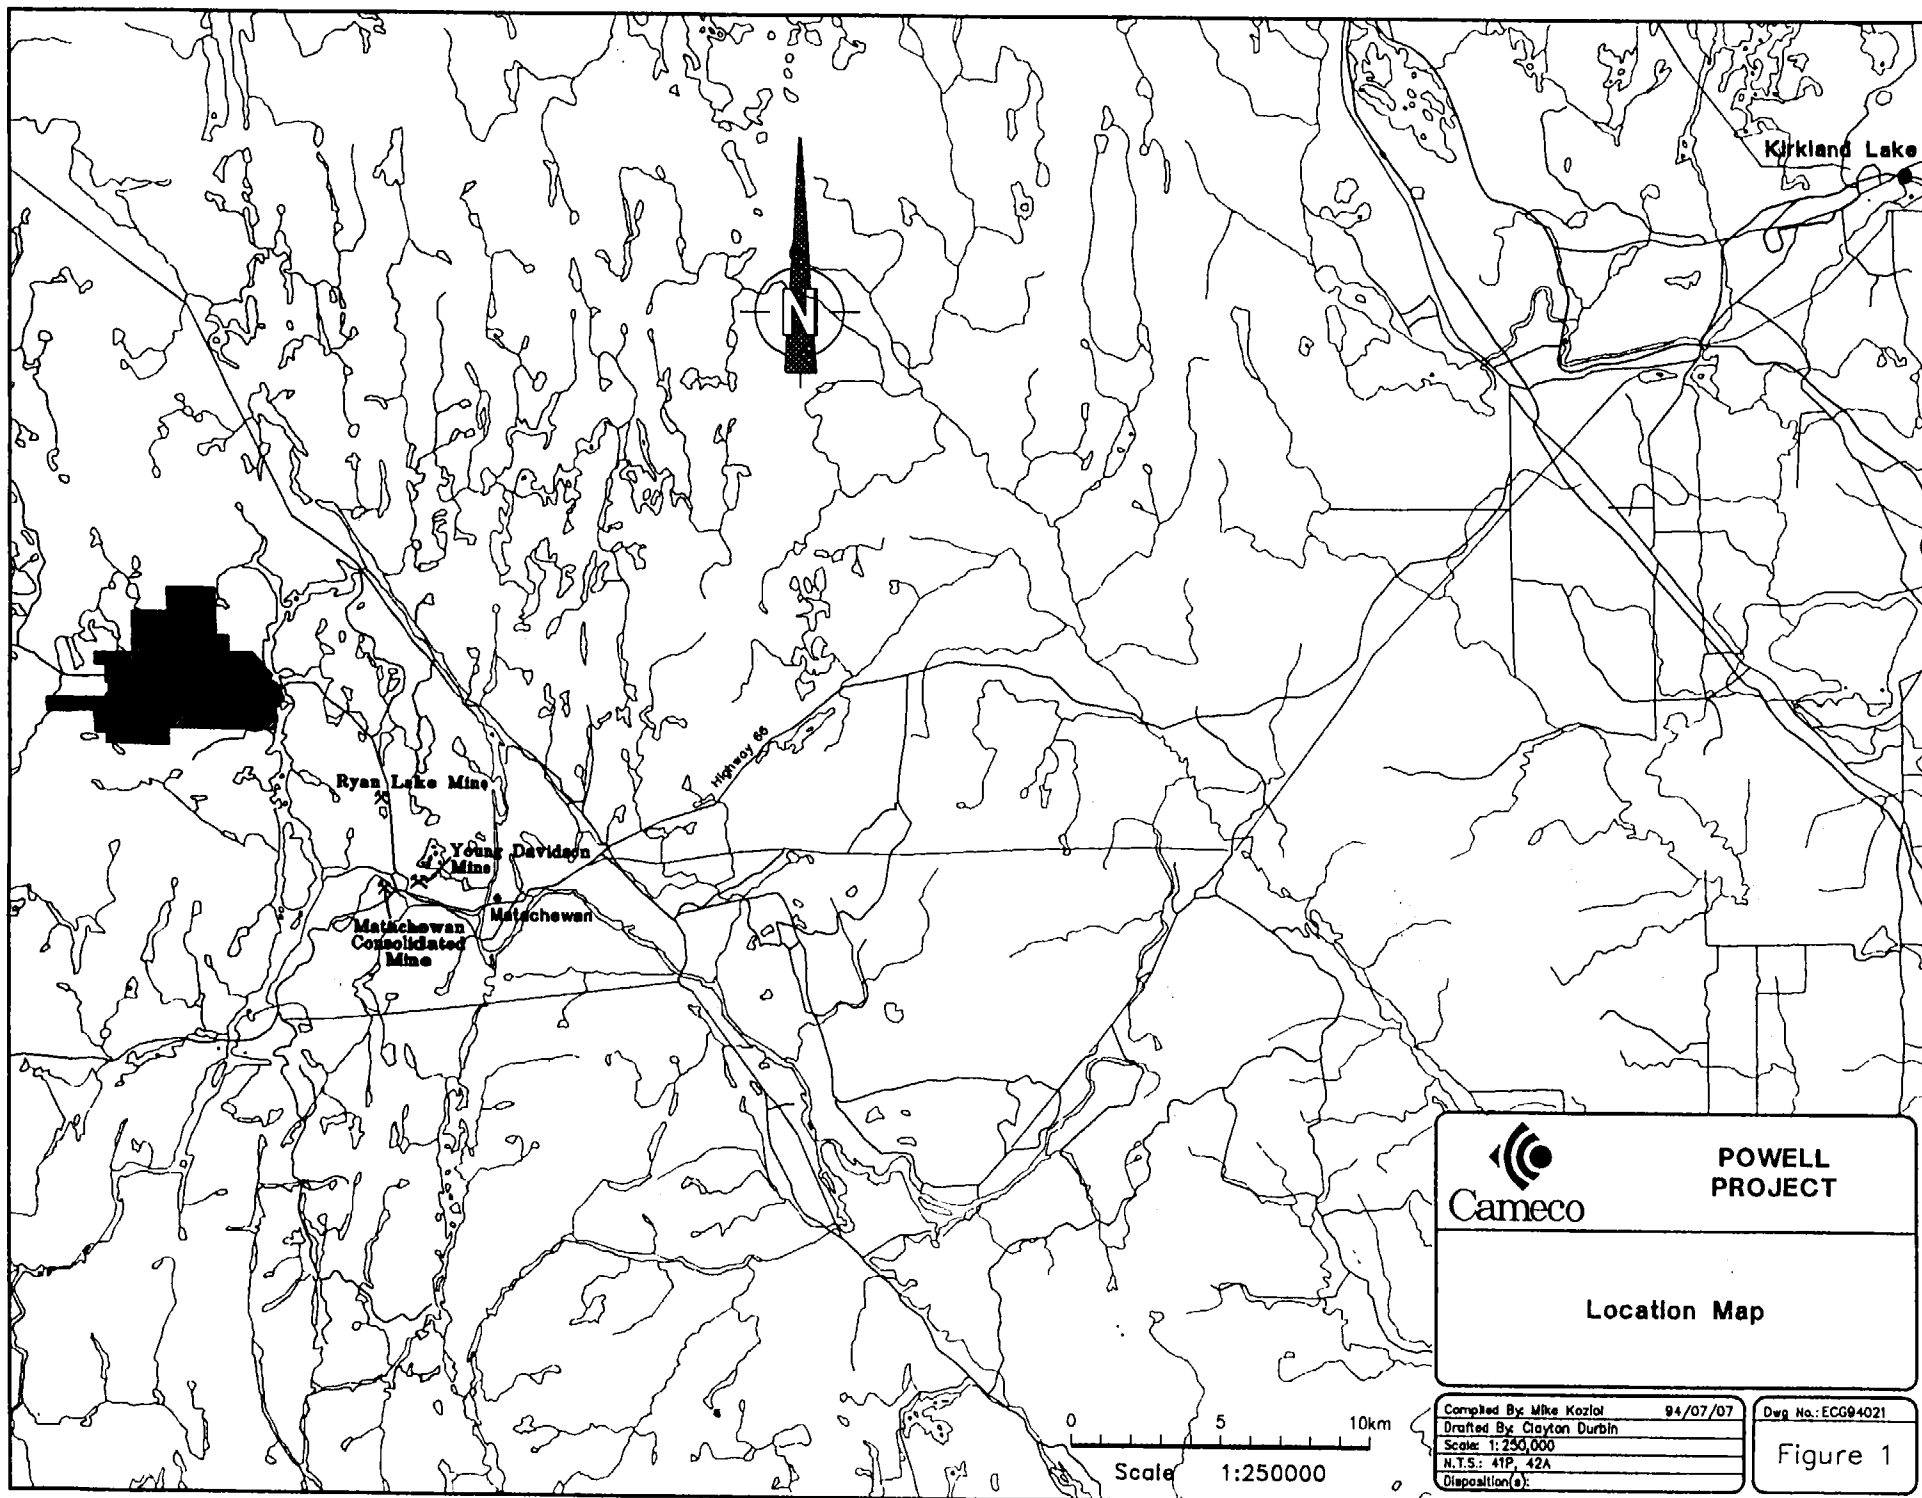 Kirkland Lake
N
Highway 66
Ryan Lake Mine
Young Davidson
Mine
Matachewan
Matachewan
Consolidated
Mine
Cameco
POWELL
PROJECT
Location Map
0 5 10km
Scale 1:250000
Compiled By: Mike Koziol 94/07/07
Drafted By: Clayton Durbin
Scale: 1:250,000
N.T.S.: 41P, 42A
Disposition(s):
Dwg No.: ECG94021
Figure 1